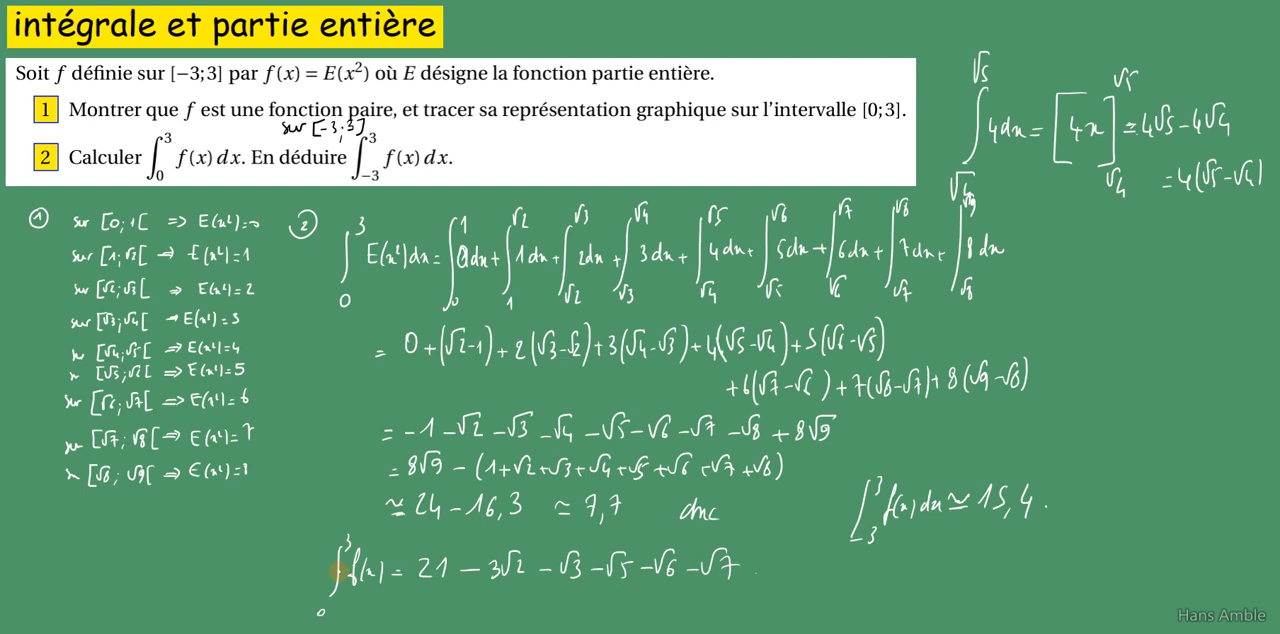 intégrale et partie entière
Soit f définie sur [−3;3] par f(x) = E(x²) où E désigne la fonction partie entière.
1 Montrer que f est une fonction paire, et tracer sa représentation graphique sur l'intervalle [0;3].
sur [-3;3]
2 Calculer ∫₀³ f(x) dx. En déduire ∫₋₃³ f(x) dx.
∫_{√4}^{√5} 4dx = [4x]_{√4}^{√5} = 4√5 - 4√4
= 4(√5 - √4)
① sur [0;1[ ⇒ E(x²)=0
sur [1;√2[ ⇒ E(x²)=1
sur [√2;√3[ ⇒ E(x²)=2
sur [√3;√4[ ⇒ E(x²)=3
[√4;√5[ ⇒ E(x²)=4
[√5;√6[ ⇒ E(x²)=5
sur [√6;√7[ ⇒ E(x²)=6
sur [√7;√8[ ⇒ E(x²)=7
[√8;√9[ ⇒ E(x²)=8
② ∫₀³ E(x²)dx = ∫₀¹ 0dx + ∫₁^{√2} 1dx + ∫_{√2}^{√3} 2dx + ∫_{√3}^{√4} 3dx + ∫_{√4}^{√5} 4dx + ∫_{√5}^{√6} 5dx + ∫_{√6}^{√7} 6dx + ∫_{√7}^{√8} 7dx + ∫_{√8}^{√9} 8dx
= 0 + (√2-1) + 2(√3-√2) + 3(√4-√3) + 4(√5-√4) + 5(√6-√5)
+ 6(√7-√6) + 7(√8-√7) + 8(√9-√8)
= -1 -√2 -√3 -√4 -√5 -√6 -√7 -√8 + 8√9
= 8√9 - (1+√2+√3+√4+√5+√6+√7+√8)
≃ 24 - 16,3 ≃ 7,7 donc
∫₋₃³ f(x)dx ≃ 15,4.
∫₀³ f(x) = 21 - 3√2 - √3 - √5 - √6 - √7
Hans Amble